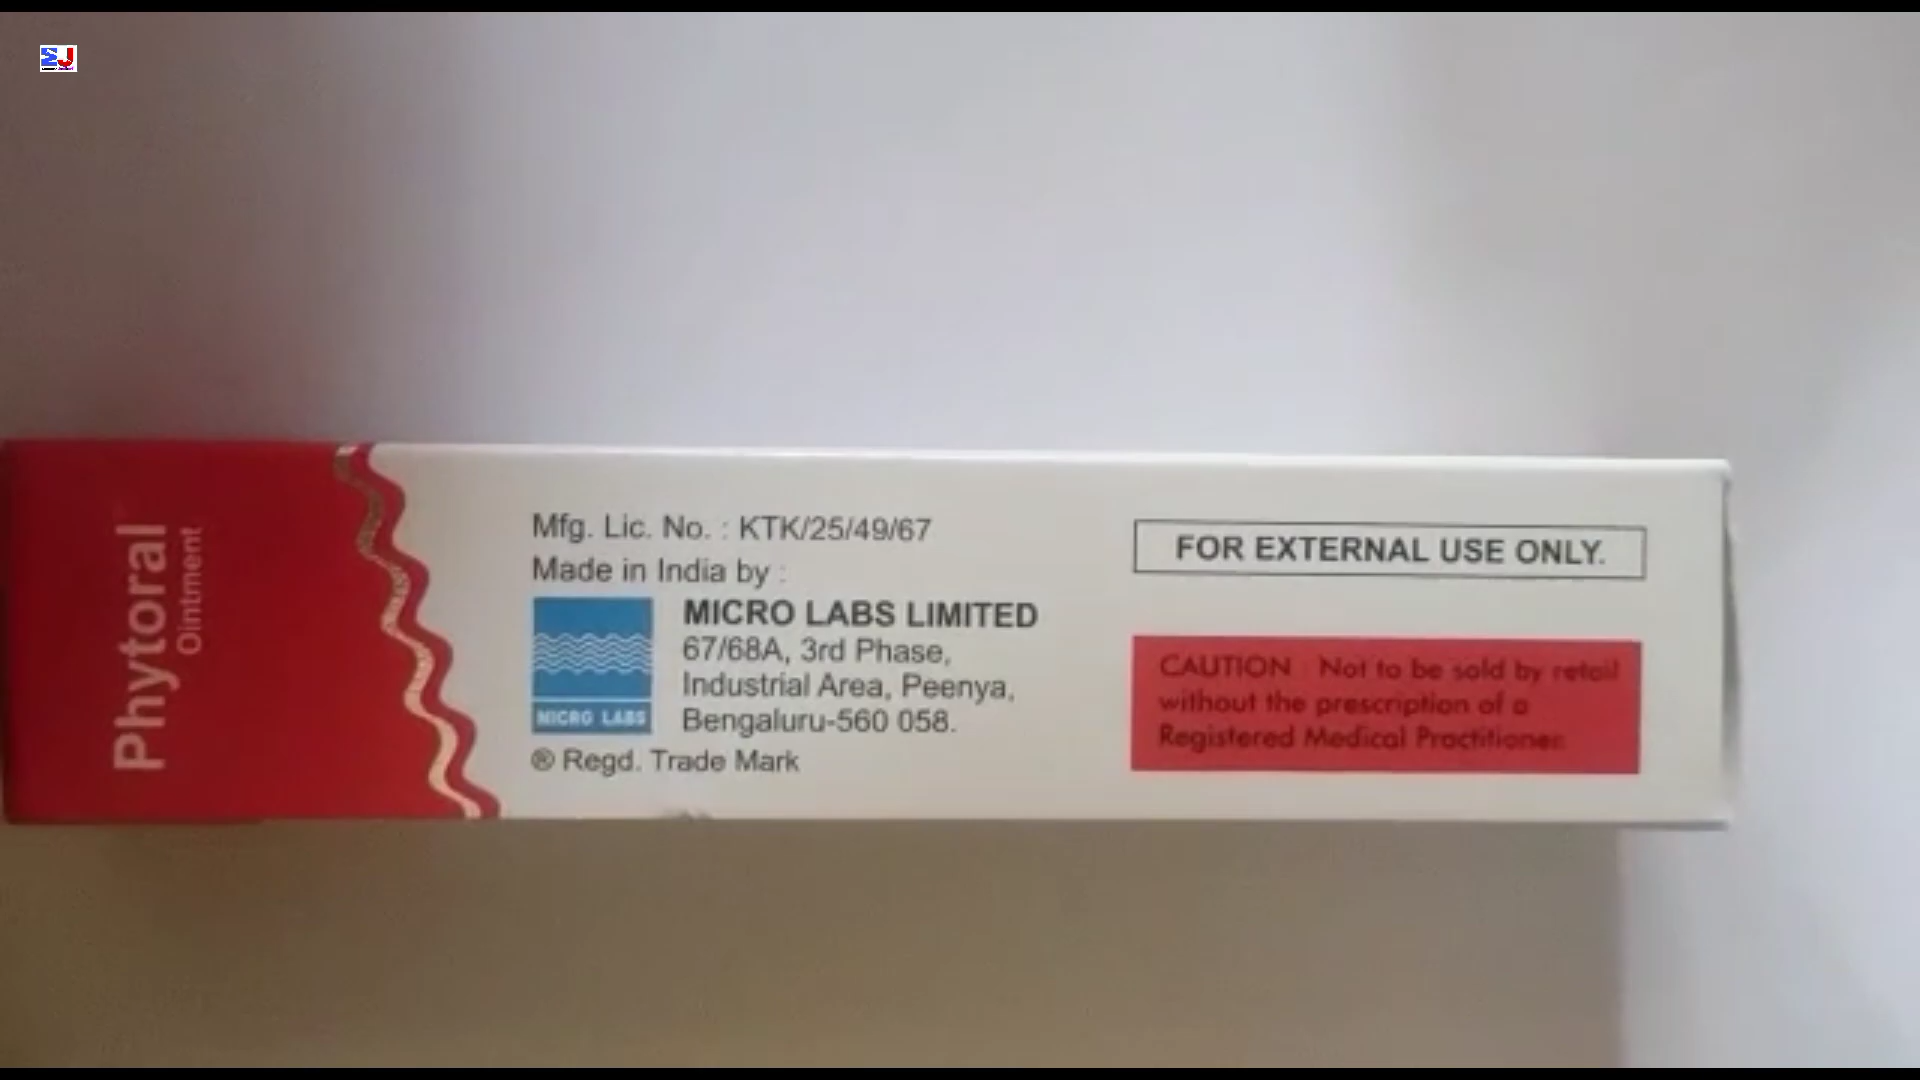 Phytoral
Ointment
Mfg. Lic. No. : KTK/25/49/67
Made in India by :
MICRO LABS LIMITED
67/68A, 3rd Phase,
Industrial Area, Peenya,
Bengaluru-560 058.
MICRO LABS
® Regd. Trade Mark
FOR EXTERNAL USE ONLY.
CAUTION : Not to be sold by retail
without the prescription of a
Registered Medical Practitioner.